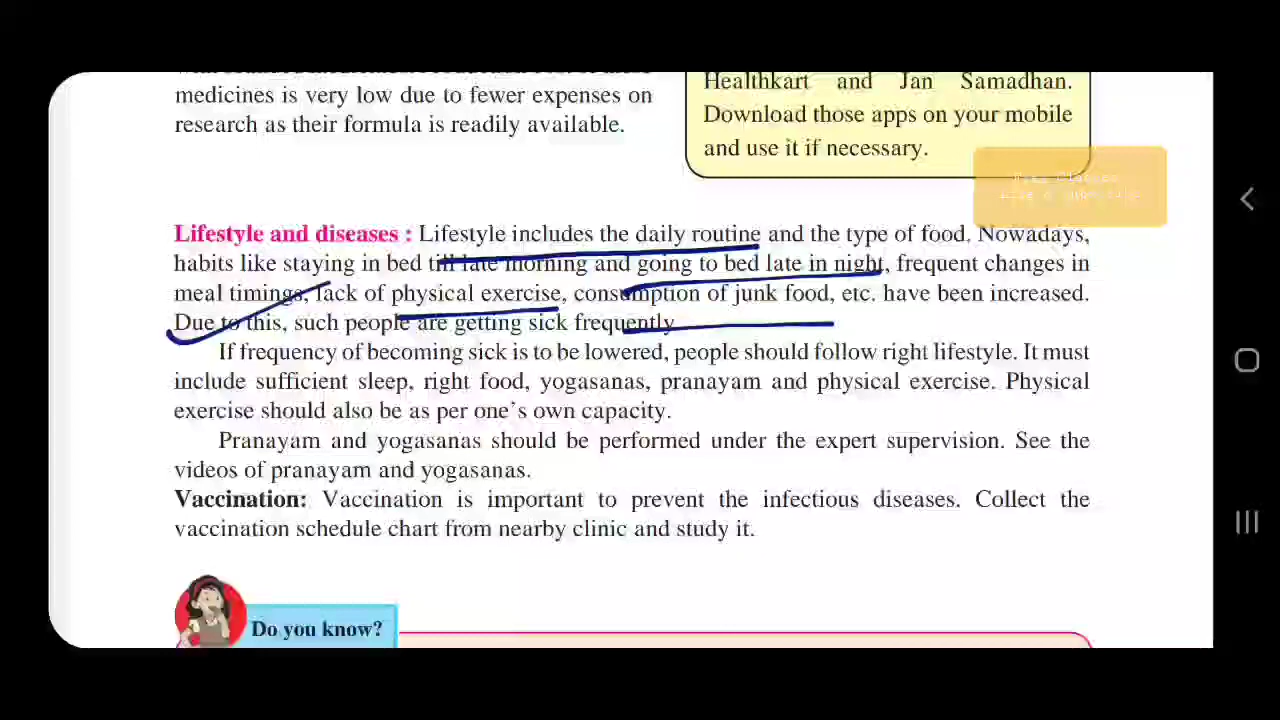 Healthkart and Jan Samadhan.
medicines is very low due to fewer expenses on
research as their formula is readily available.
Download those apps on your mobile
and use it if necessary.
Lifestyle and diseases : Lifestyle includes the daily routine and the type of food. Nowadays,
habits like staying in bed till late morning and going to bed late in night, frequent changes in
meal timings, lack of physical exercise, consumption of junk food, etc. have been increased.
Due to this, such people are getting sick frequently
If frequency of becoming sick is to be lowered, people should follow right lifestyle. It must
include sufficient sleep, right food, yogasanas, pranayam and physical exercise. Physical
exercise should also be as per one's own capacity.
Pranayam and yogasanas should be performed under the expert supervision. See the
videos of pranayam and yogasanas.
Vaccination: Vaccination is important to prevent the infectious diseases. Collect the
vaccination schedule chart from nearby clinic and study it.
Do you know?